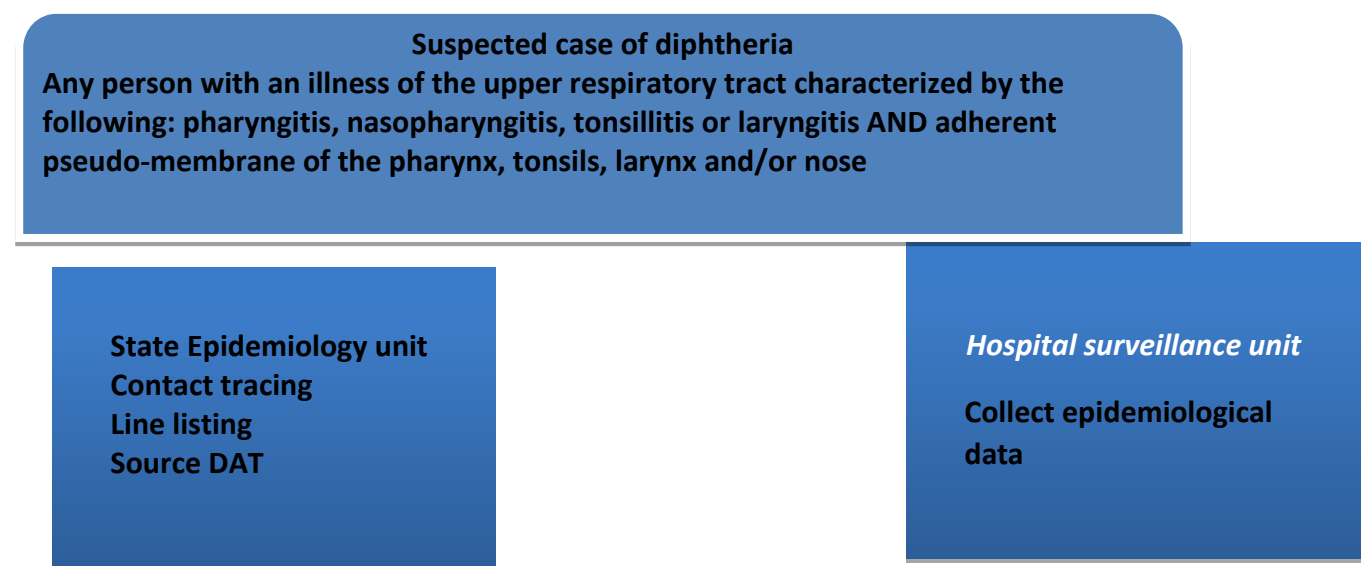 Suspected case of diphtheria
Any person with an illness of the upper respiratory tract characterized by the
following: pharyngitis, nasopharyngitis, tonsillitis or laryngitis AND adherent
pseudo-membrane of the pharynx, tonsils, larynx and/or nose
State Epidemiology unit
Contact tracing
Line listing
Source DAT
Hospital surveillance unit
Collect epidemiological
data